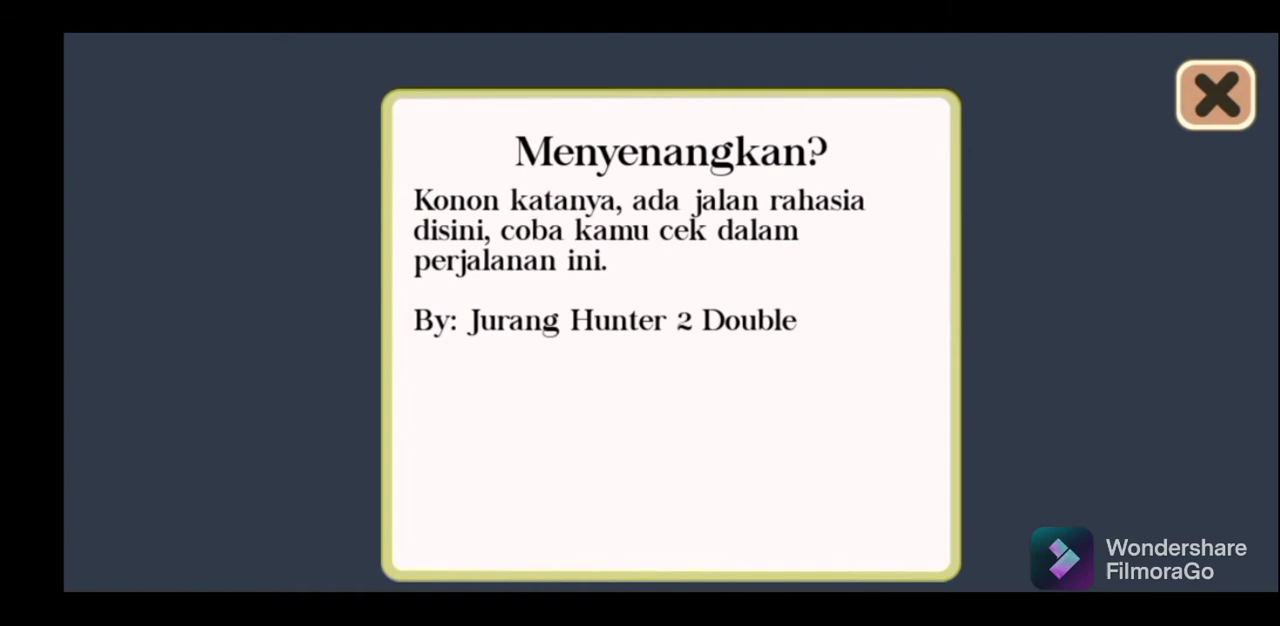 Menyenangkan?
Konon katanya, ada jalan rahasia
disini, coba kamu cek dalam
perjalanan ini.
By: Jurang Hunter 2 Double
Wondershare
FilmoraGo